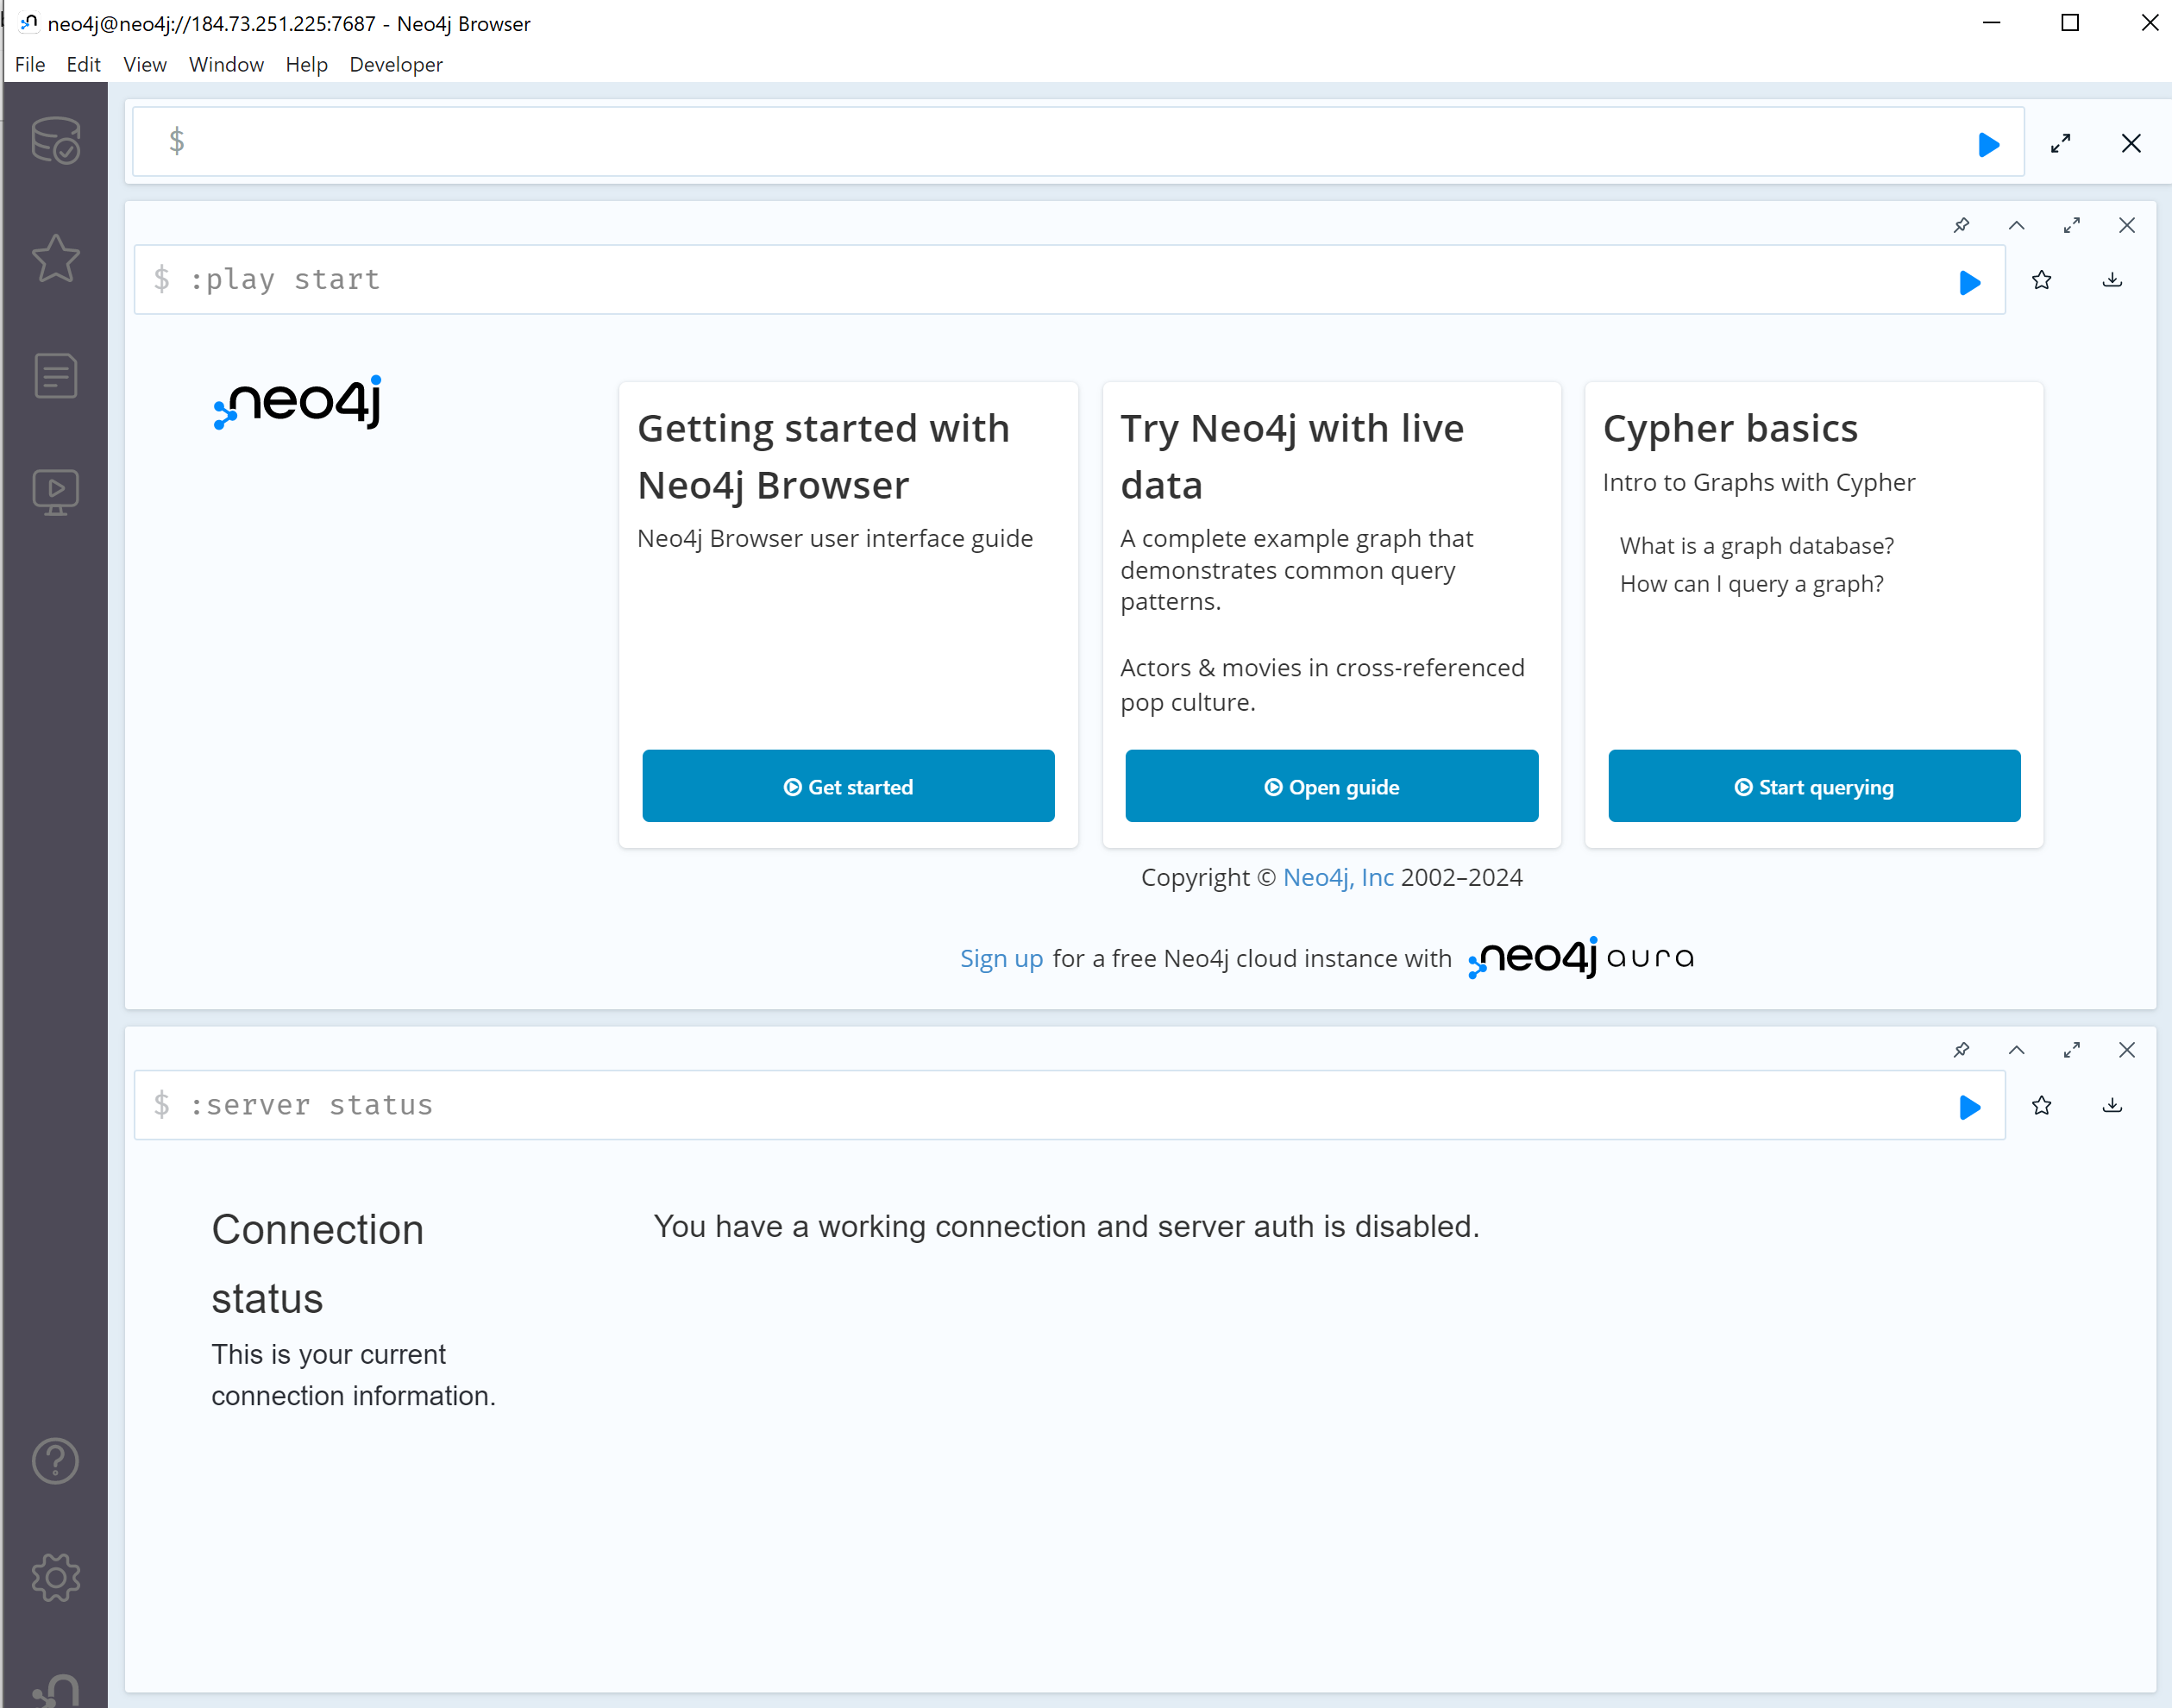 neo4j@neo4j://184.73.251.225:7687 - Neo4j Browser
File Edit View Window Help Developer
$
$ :play start
neo4j
Getting started with
Neo4j Browser
Neo4j Browser user interface guide
Get started
Try Neo4j with live
data
A complete example graph that
demonstrates common query
patterns.
Actors & movies in cross-referenced
pop culture.
Open guide
Cypher basics
Intro to Graphs with Cypher
What is a graph database?
How can I query a graph?
Start querying
Copyright © Neo4j, Inc 2002–2024
Sign up for a free Neo4j cloud instance with neo4j aura
$ :server status
Connection
status
This is your current
connection information.
You have a working connection and server auth is disabled.